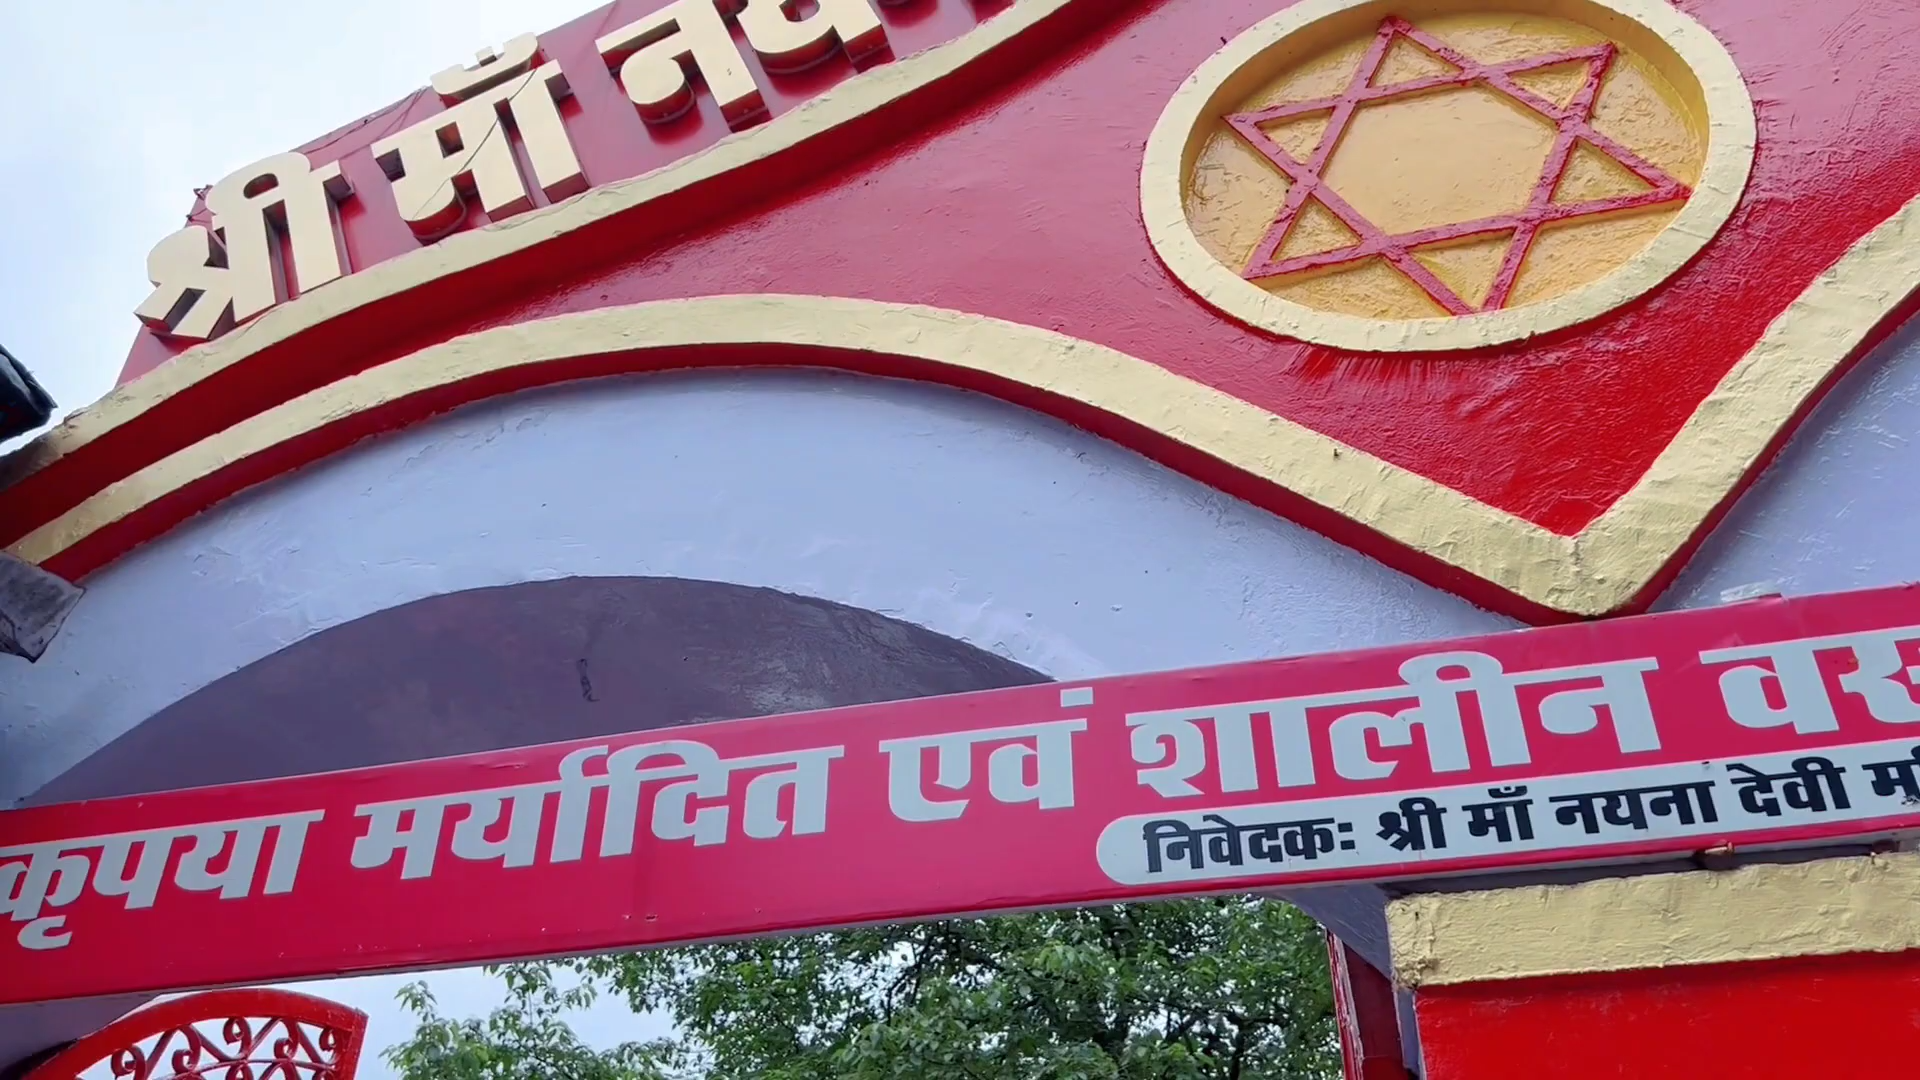 श्री माँ
कृपया मर्यादित एवं शालीन
निवेदकः श्री माँ नयना देवी